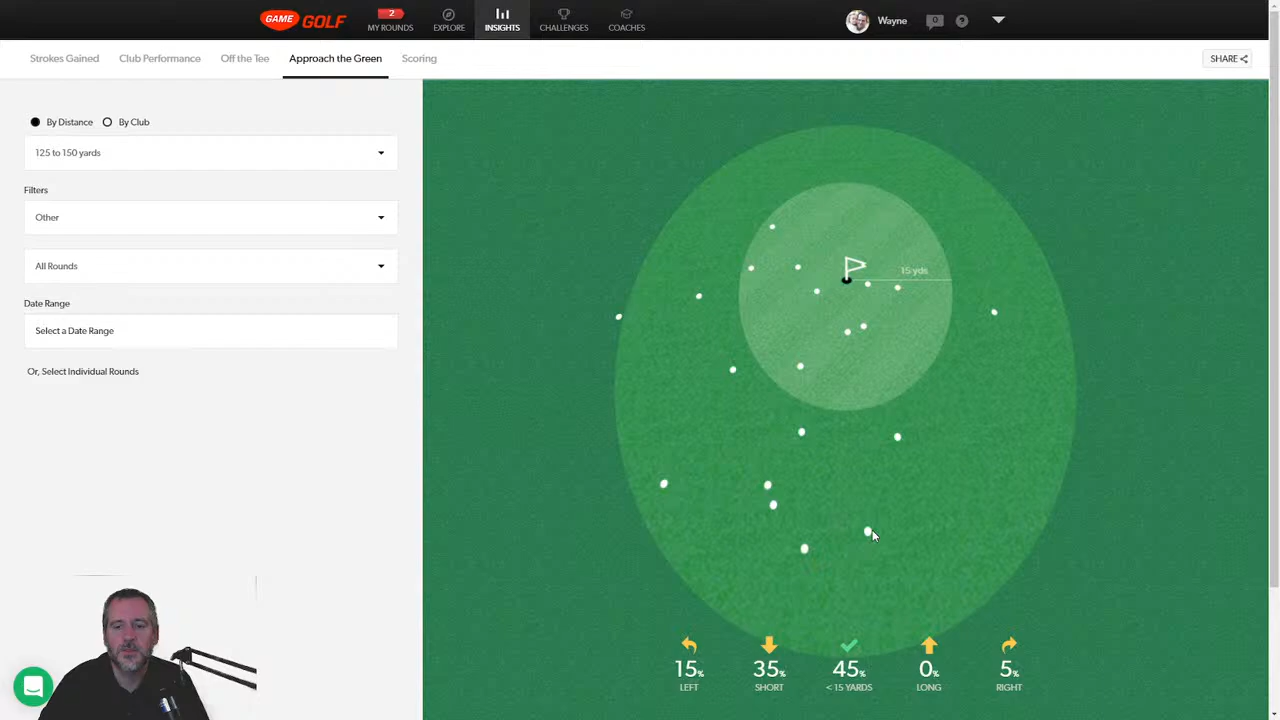 GAME GOLF
2
MY ROUNDS
EXPLORE
INSIGHTS
CHALLENGES
COACHES
Wayne
0
?
Strokes Gained
Club Performance
Off the Tee
Approach the Green
Scoring
SHARE
By Distance
By Club
125 to 150 yards
Filters
Other
All Rounds
Date Range
Select a Date Range
Or, Select Individual Rounds
15 yds
15%
LEFT
35%
SHORT
45%
< 15 YARDS
0%
LONG
5%
RIGHT